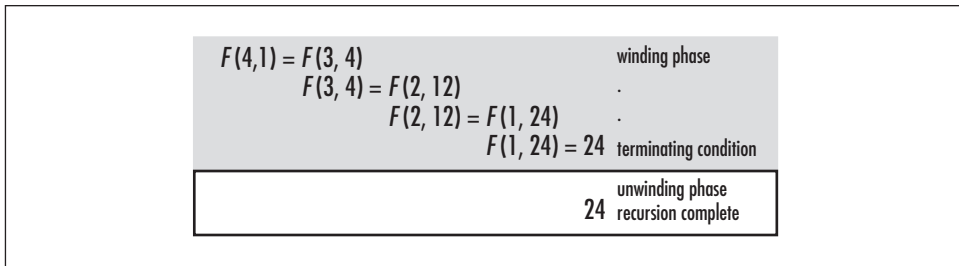 F(4,1) = F(3, 4) winding phase
F(3, 4) = F(2, 12) .
F(2, 12) = F(1, 24) .
F(1, 24) = 24 terminating condition
unwinding phase
24 recursion complete